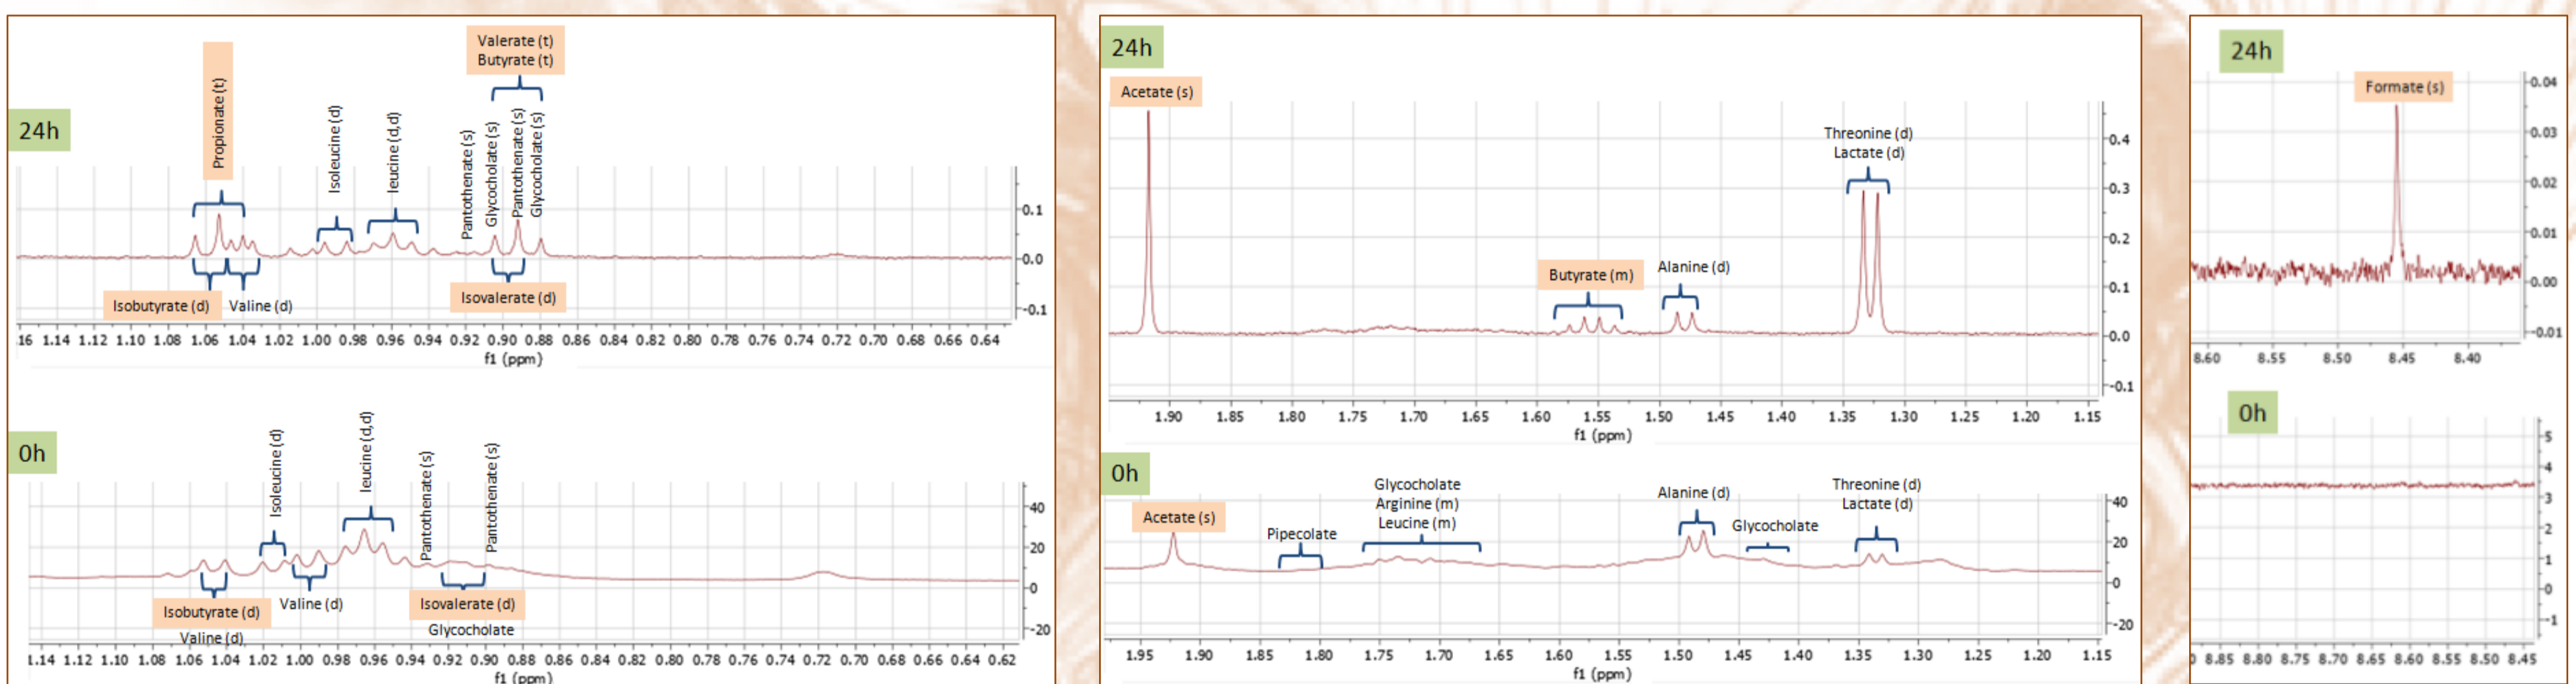 24h
Propionate (t)
Isoleucine (d)
leucine (d,d)
Valerate (t)
Butyrate (t)
Pantothenate (s)
Glycocholate (s)
Pantothenate (s)
Glycocholate (s)
Isobutyrate (d)
Valine (d)
Isovalerate (d)
0.1
0.0
-0.1
16 1.14 1.12 1.10 1.08 1.06 1.04 1.02 1.00 0.98 0.96 0.94 0.92 0.90 0.88 0.86 0.84 0.82 0.80 0.78 0.76 0.74 0.72 0.70 0.68 0.66 0.64
f1 (ppm)
0h
Isoleucine (d)
leucine (d,d)
Pantothenate (s)
Pantothenate (s)
Isobutyrate (d)
Valine (d)
Valine (d)
Isovalerate (d)
Glycocholate
40
20
0
-20
1.14 1.12 1.10 1.08 1.06 1.04 1.02 1.00 0.98 0.96 0.94 0.92 0.90 0.88 0.86 0.84 0.82 0.80 0.78 0.76 0.74 0.72 0.70 0.68 0.66 0.64 0.62
f1 (ppm)
24h
Acetate (s)
Butyrate (m)
Alanine (d)
Threonine (d)
Lactate (d)
0.4
0.3
0.2
0.1
0.0
-0.1
1.90 1.85 1.80 1.75 1.70 1.65 1.60 1.55 1.50 1.45 1.40 1.35 1.30 1.25 1.20 1.15
f1 (ppm)
0h
Acetate (s)
Pipecolate
Glycocholate
Arginine (m)
Leucine (m)
Alanine (d)
Glycocholate
Threonine (d)
Lactate (d)
40
20
0
-20
1.95 1.90 1.85 1.80 1.75 1.70 1.65 1.60 1.55 1.50 1.45 1.40 1.35 1.30 1.25 1.20 1.15
f1 (ppm)
24h
Formate (s)
0.04
0.03
0.02
0.01
0.00
-0.01
8.60 8.55 8.50 8.45 8.40
0h
5
4
3
2
1
0
-1
0 8.85 8.80 8.75 8.70 8.65 8.60 8.55 8.50 8.45